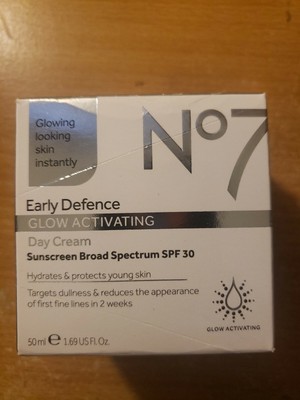 Glowing
looking
skin
instantly
No7
Early Defence
GLOW ACTIVATING
Day Cream
Sunscreen Broad Spectrum SPF 30
Hydrates & protects young skin
Targets dullness & reduces the appearance
of first fine lines in 2 weeks
50ml e 1.69 US Fl. Oz.
GLOW ACTIVATING